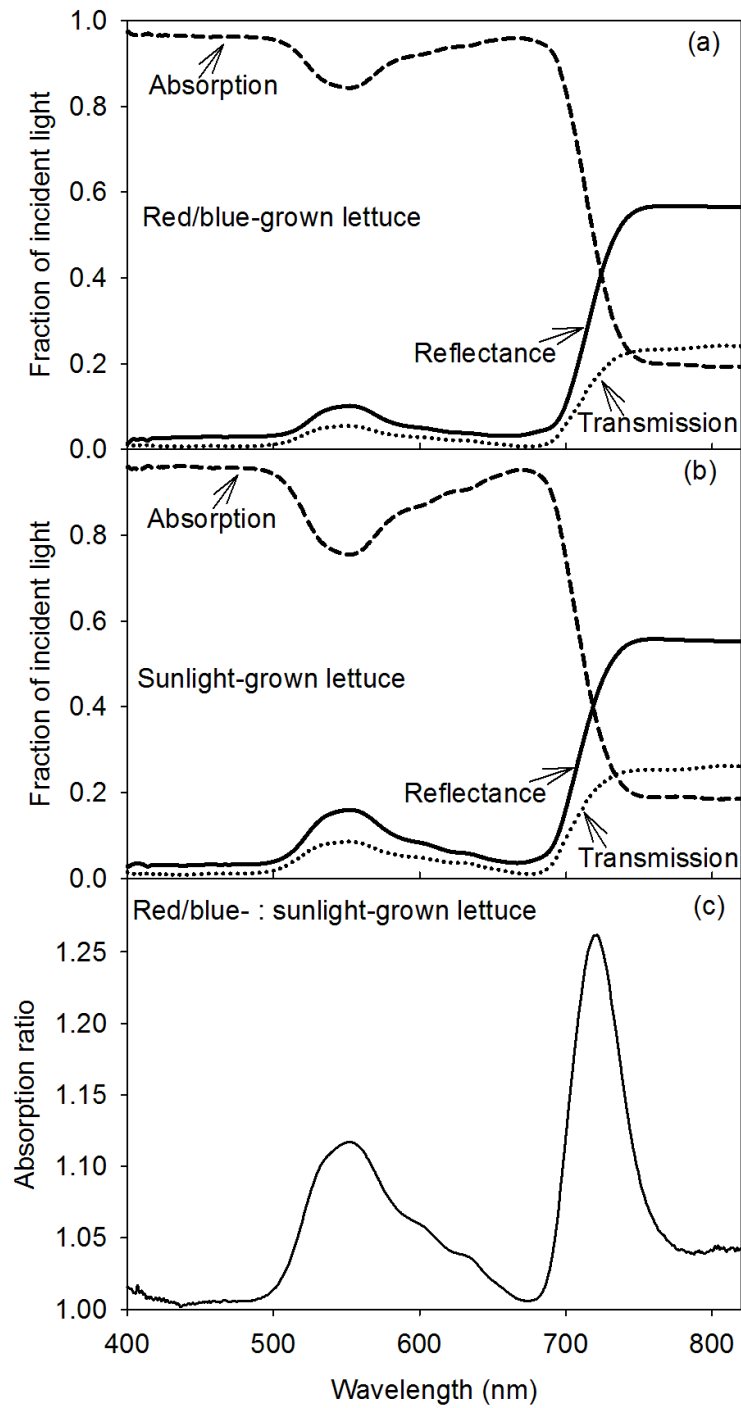 (a)
1.0
Absorption
0.8
Red/blue-grown lettuce
0.6
0.4
Reflectance
0.2
Transmission
0.0
Fraction of incident light
(b)
Absorption
0.8
0.6
Sunlight-grown lettuce
0.4
Reflectance
0.2
Transmission
0.0
Fraction of incident light
Red/blue- : sunlight-grown lettuce
(c)
1.25
1.20
1.15
1.10
1.05
1.00
Absorption ratio
400 500 600 700 800
Wavelength (nm)